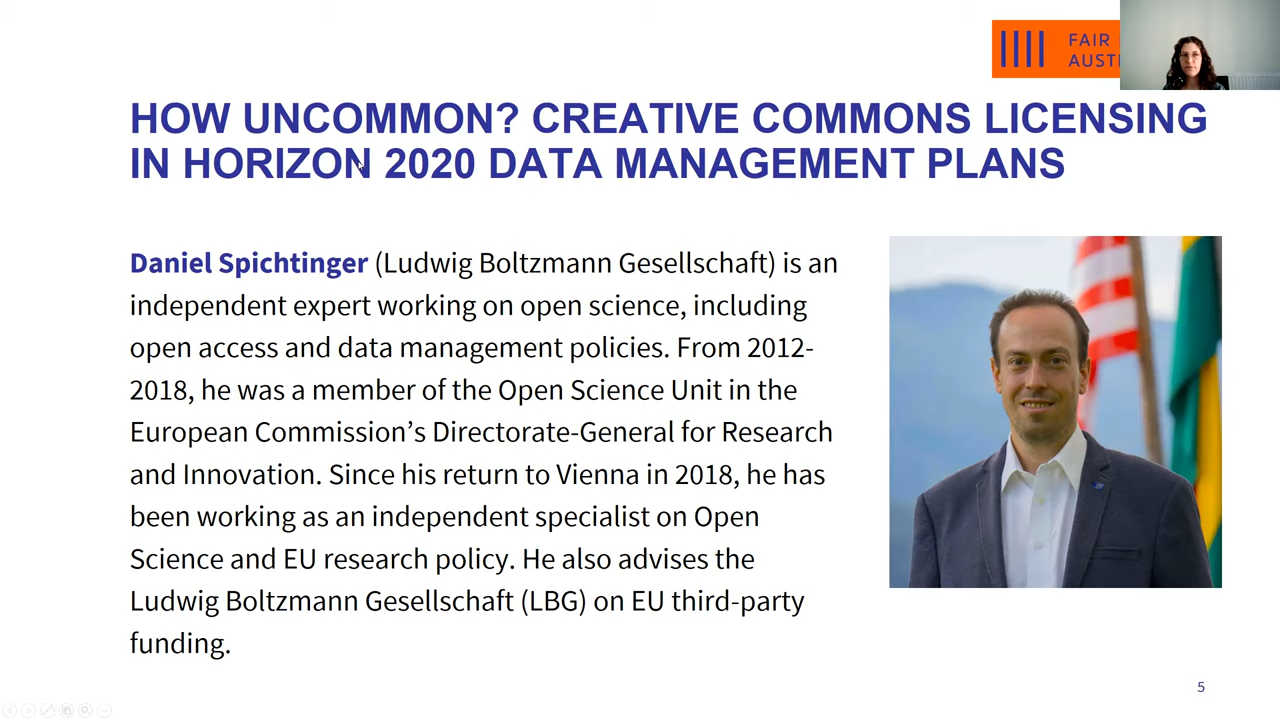 FAIR
AUST
HOW UNCOMMON? CREATIVE COMMONS LICENSING
IN HORIZON 2020 DATA MANAGEMENT PLANS
Daniel Spichtinger (Ludwig Boltzmann Gesellschaft) is an
independent expert working on open science, including
open access and data management policies. From 2012-
2018, he was a member of the Open Science Unit in the
European Commission’s Directorate-General for Research
and Innovation. Since his return to Vienna in 2018, he has
been working as an independent specialist on Open
Science and EU research policy. He also advises the
Ludwig Boltzmann Gesellschaft (LBG) on EU third-party
funding.
5